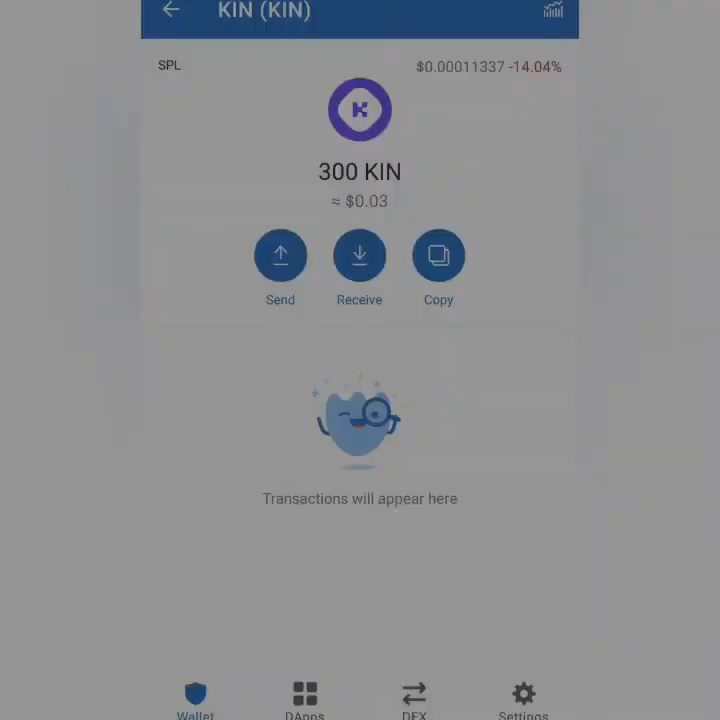 KIN (KIN)
SPL
$0.00011337 -14.04%
300 KIN
≈ $0.03
Send
Receive
Copy
Transactions will appear here
Wallet
DApps
DEX
Settings